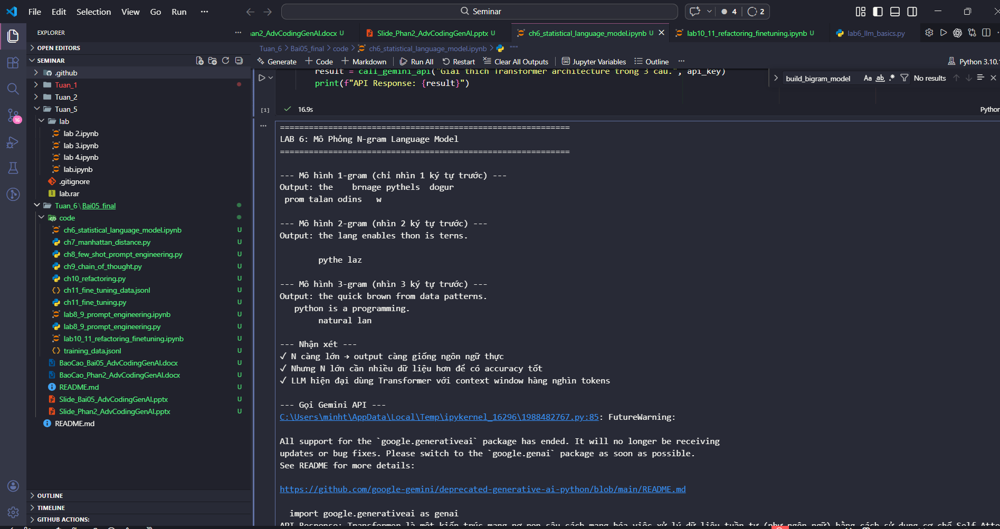 File Edit Selection View Go Run ···
Seminar
4 2
EXPLORER ···
OPEN EDITORS
SEMINAR
.github
Tuan_1
Tuan_2
Tuan_5
lab
lab 2.ipynb
lab 3.ipynb
lab 4.ipynb
lab.ipynb
.gitignore
lab.rar
Tuan_6\Bai05_final
code
ch6_statistical_language_model.ipynb U
ch7_manhattan_distance.py U
ch8_few_shot_prompt_engineering.py U
ch9_chain_of_thought.py U
ch10_refactoring.py U
ch11_fine_tuning_data.jsonl U
ch11_fine_tuning.py U
lab8_9_prompt_engineering.ipynb U
lab8_9_prompt_engineering.py U
lab10_11_refactoring_finetuning.ipynb U
training_data.jsonl U
BaoCao_Bai05_AdvCodingGenAI.docx U
BaoCao_Phan2_AdvCodingGenAI.docx U
README.md U
Slide_Bai05_AdvCodingGenAI.pptx U
Slide_Phan2_AdvCodingGenAI.pptx U
README.md
OUTLINE
TIMELINE
GITHUB ACTIONS:
16
an2_AdvCodingGenAI.docx U Slide_Phan2_AdvCodingGenAI.pptx U ch6_statistical_language_model.ipynb U lab10_11_refactoring_finetuning.ipynb U lab6_llm_basics.py
Tuan_6 > Bai05_final > code > ch6_statistical_language_model.ipynb > """
Generate + Code + Markdown Run All Restart Clear All Outputs Jupyter Variables Outline ··· Python 3.10.1
build_bigram_model Aa ab .* No results
result = call_gemini_api("Giải thích Transformer architecture trong 3 câu.", api_key)
print(f"API Response: {result}")
[1] ✓ 16.9s Python
============================================================
LAB 6: Mô Phỏng N-gram Language Model
============================================================
--- Mô hình 1-gram (chỉ nhìn 1 ký tự trước) ---
Output: the    brnage pythels  dogur
prom talan odins   w
--- Mô hình 2-gram (nhìn 2 ký tự trước) ---
Output: the lang enables thon is terns.
pythe laz
--- Mô hình 3-gram (nhìn 3 ký tự trước) ---
Output: the quick brown from data patterns.
python is a programming.
natural lan
--- Nhận xét ---
✓ N càng lớn → output càng giống ngôn ngữ thực
✓ Nhưng N lớn cần nhiều dữ liệu hơn để có accuracy tốt
✓ LLM hiện đại dùng Transformer với context window hàng nghìn tokens
--- Gọi Gemini API ---
C:\Users\minht\AppData\Local\Temp\ipykernel_16296\1988482767.py:85: FutureWarning:
All support for the `google.generativeai` package has ended. It will no longer be receiving
updates or bug fixes. Please switch to the `google.genai` package as soon as possible.
See README for more details:
https://github.com/google-gemini/deprecated-generative-ai-python/blob/main/README.md
import google.generativeai as genai
API Response: Transformer là một kiến trúc mạng nơ ron sâu cách mạng hóa việc xử lý dữ liệu tuần tự (như ngôn ngữ) bằng cách sử dụng cơ chế Self-Atte